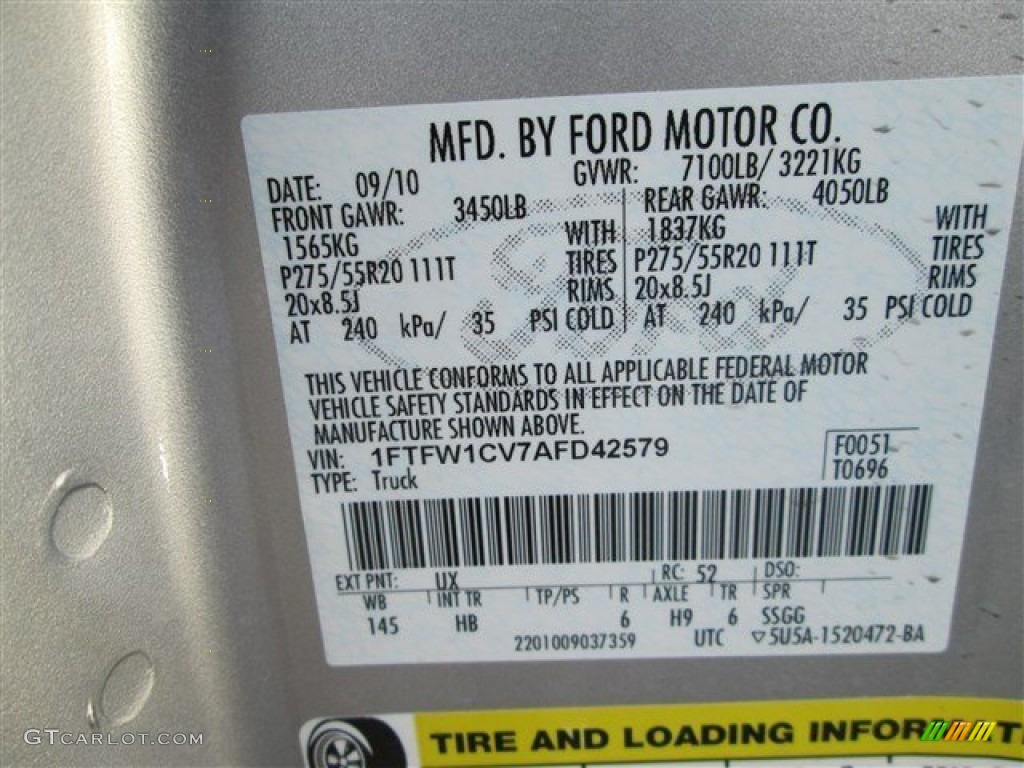 MFD. BY FORD MOTOR CO.
DATE: 09/10 GVWR: 7100LB/ 3221KG
FRONT GAWR: 3450LB REAR GAWR: 4050LB
1565KG WITH 1837KG WITH
P275/55R20 111T TIRES P275/55R20 111T TIRES
20x8.5J RIMS 20x8.5J RIMS
AT 240 kPa/ 35 PSI COLD AT 240 kPa/ 35 PSI COLD
THIS VEHICLE CONFORMS TO ALL APPLICABLE FEDERAL MOTOR
VEHICLE SAFETY STANDARDS IN EFFECT ON THE DATE OF
MANUFACTURE SHOWN ABOVE.
VIN: 1FTFW1CV7AFD42579 F0051
TYPE: Truck T0696
EXT PNT: UX RC: 52 DSO:
WB INT TR TP/PS R AXLE TR SPR
145 HB 6 H9 6 SSGG
2201009037359 UTC ▽5U5A-1520472-BA
TIRE AND LOADING INFOR
GTCARLOT.COM